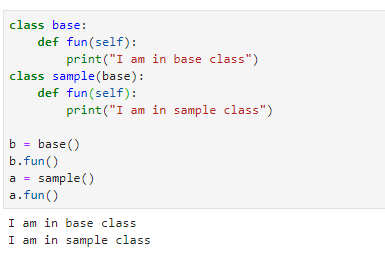 class base:
    def fun(self):
        print("I am in base class")
class sample(base):
    def fun(self):
        print("I am in sample class")

b = base()
b.fun()
a = sample()
a.fun()
I am in base class
I am in sample class